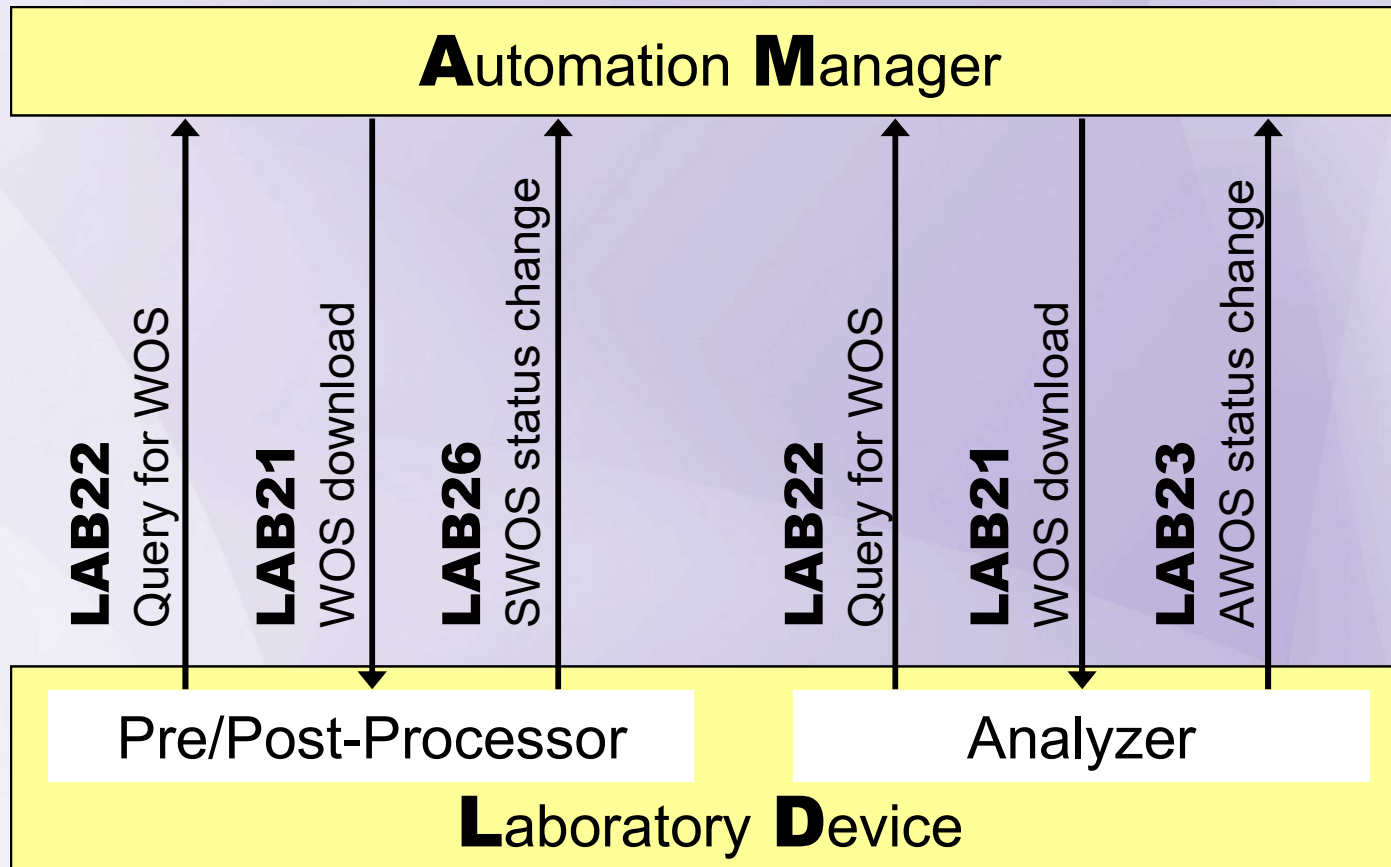 Automation Manager
LAB22
Query for WOS
LAB21
WOS download
LAB26
SWOS status change
LAB22
Query for WOS
LAB21
WOS download
LAB23
AWOS status change
Pre/Post-Processor
Analyzer
Laboratory Device